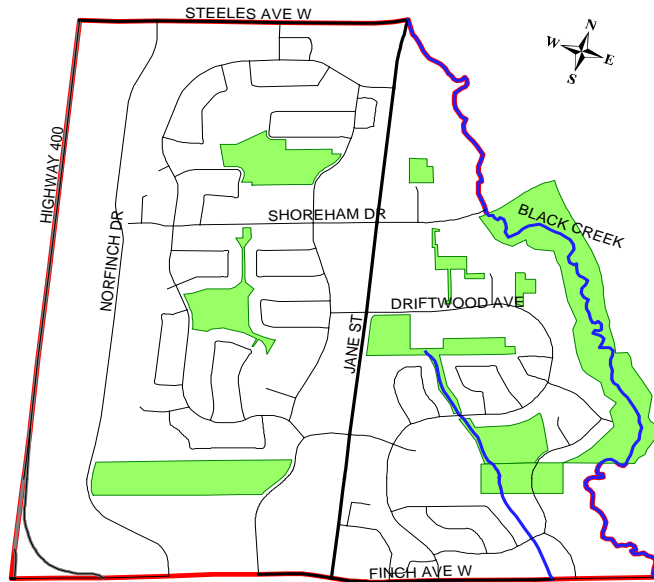 STEELES AVE W
N
W
E
S
HIGHWAY 400
SHOREHAM DR
BLACK CREEK
NORFINCH DR
DRIFTWOOD AVE
JANE ST
FINCH AVE W